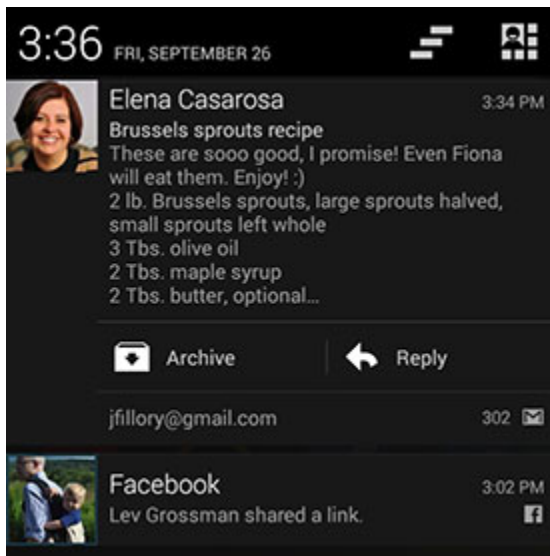 3:36 FRI, SEPTEMBER 26
Elena Casarosa 3:34 PM
Brussels sprouts recipe
These are sooo good, I promise! Even Fiona
will eat them. Enjoy! :)
2 lb. Brussels sprouts, large sprouts halved,
small sprouts left whole
3 Tbs. olive oil
2 Tbs. maple syrup
2 Tbs. butter, optional...
Archive Reply
jfillory@gmail.com 302
Facebook 3:02 PM
Lev Grossman shared a link.